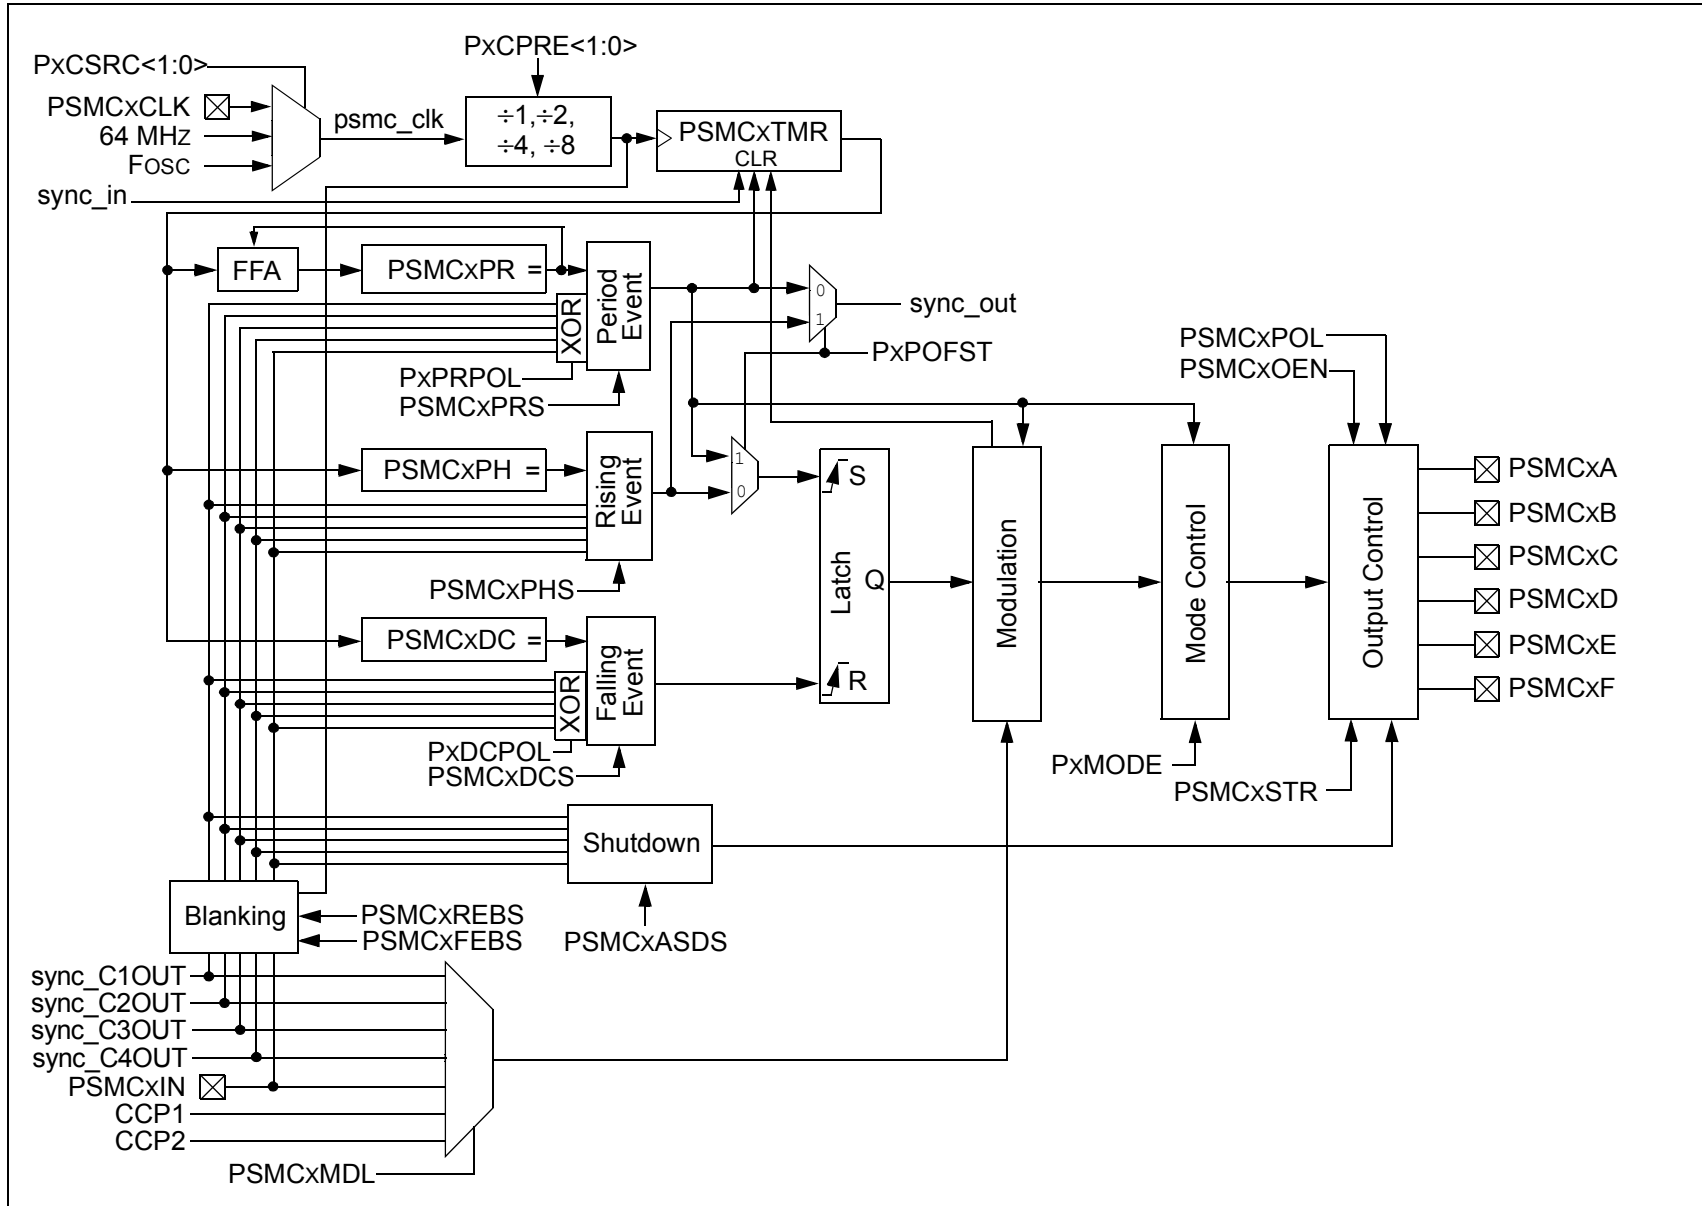 PxCPRE<1:0>
PxCSRC<1:0>
PSMCxCLK
64 MHz
FOSC
sync_in
psmc_clk
÷1,÷2,
÷4, ÷8
PSMCxTMR
CLR
FFA
PSMCxPR =
XOR
Period
Event
PxPRPOL
PSMCxPRS
0
1
sync_out
PxPOFST
PSMCxPH =
Rising
Event
PSMCxPHS
1
0
PSMCxDC =
XOR
Falling
Event
PxDCPOL
PSMCxDCS
S
Latch
Q
R
Modulation
Mode Control
PxMODE
PSMCxPOL
PSMCxOEN
Output Control
PSMCxSTR
PSMCxA
PSMCxB
PSMCxC
PSMCxD
PSMCxE
PSMCxF
Shutdown
PSMCxASDS
Blanking
PSMCxREBS
PSMCxFEBS
sync_C1OUT
sync_C2OUT
sync_C3OUT
sync_C4OUT
PSMCxIN
CCP1
CCP2
PSMCxMDL